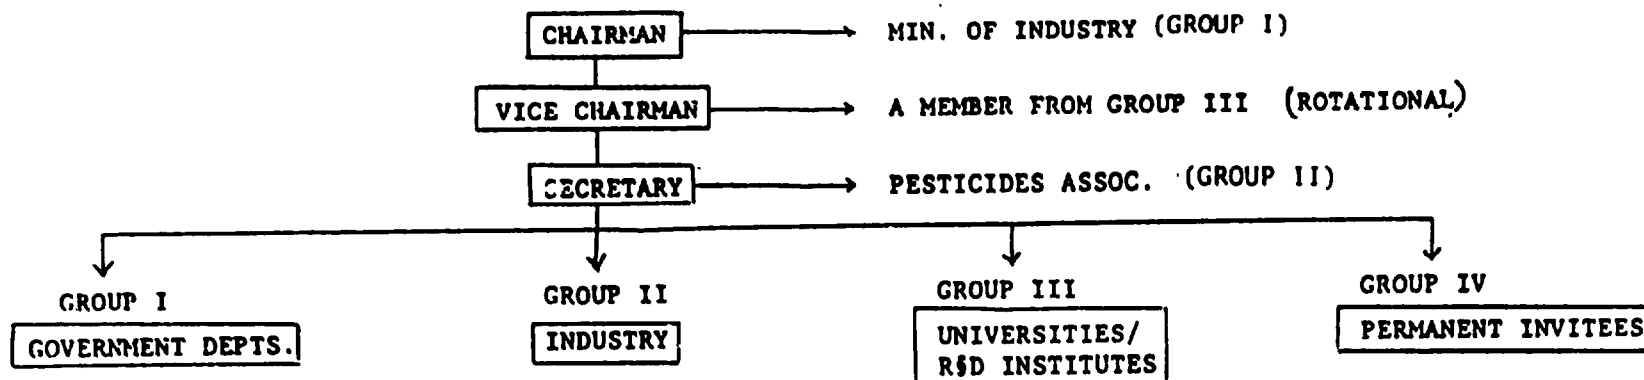 CHAIRMAN MIN. OF INDUSTRY (GROUP I)
VICE CHAIRMAN A MEMBER FROM GROUP III (ROTATIONAL)
SECRETARY PESTICIDES ASSOC. (GROUP II)
GROUP I GROUP II GROUP III GROUP IV
GOVERNMENT DEPTS. INDUSTRY UNIVERSITIES/ PERMANENT INVITEES
R§D INSTITUTES